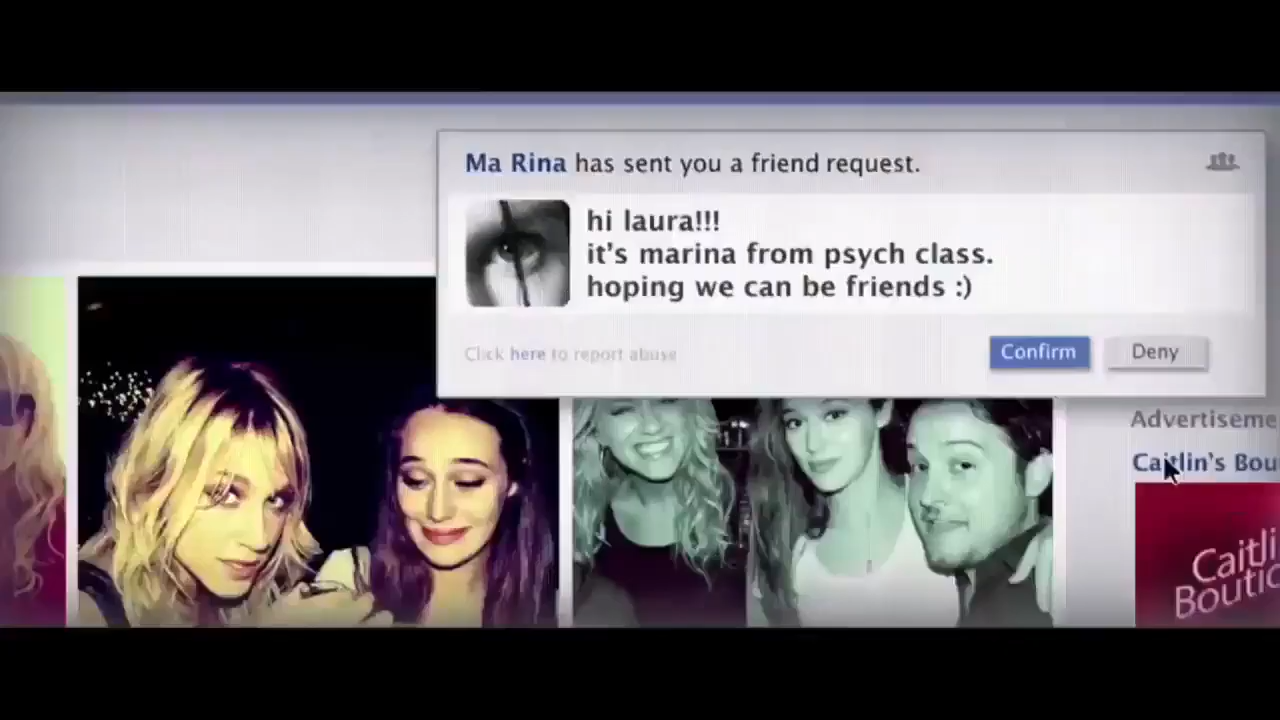 Ma Rina has sent you a friend request.
hi laura!!!
it's marina from psych class.
hoping we can be friends :)
Click here to report abuse
Confirm
Deny
Advertiseme
Caitlin's Bou
Caitli
Boutic